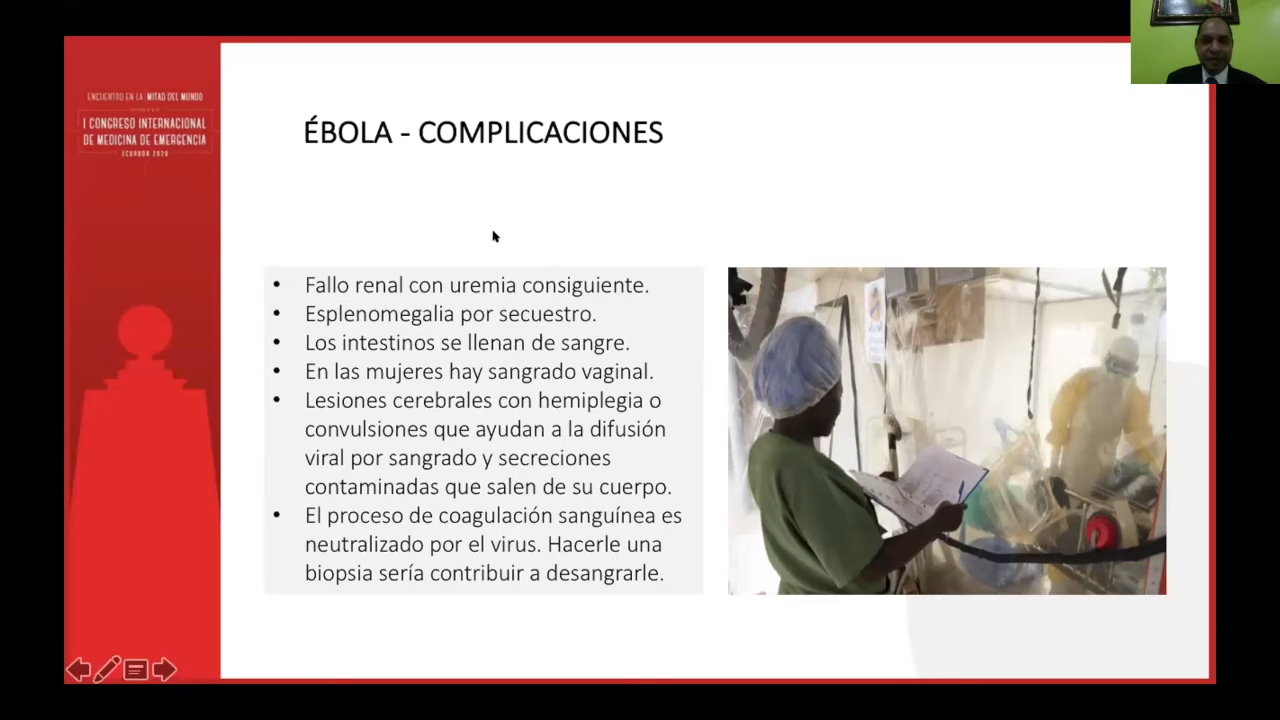 ENCUENTRO EN LA MITAD DEL MUNDO
I CONGRESO INTERNACIONAL
DE MEDICINA DE EMERGENCIA
ECUADOR 2020
ÉBOLA - COMPLICACIONES
• Fallo renal con uremia consiguiente.
• Esplenomegalia por secuestro.
• Los intestinos se llenan de sangre.
• En las mujeres hay sangrado vaginal.
• Lesiones cerebrales con hemiplegia o
convulsiones que ayudan a la difusión
viral por sangrado y secreciones
contaminadas que salen de su cuerpo.
• El proceso de coagulación sanguínea es
neutralizado por el virus. Hacerle una
biopsia sería contribuir a desangrarle.